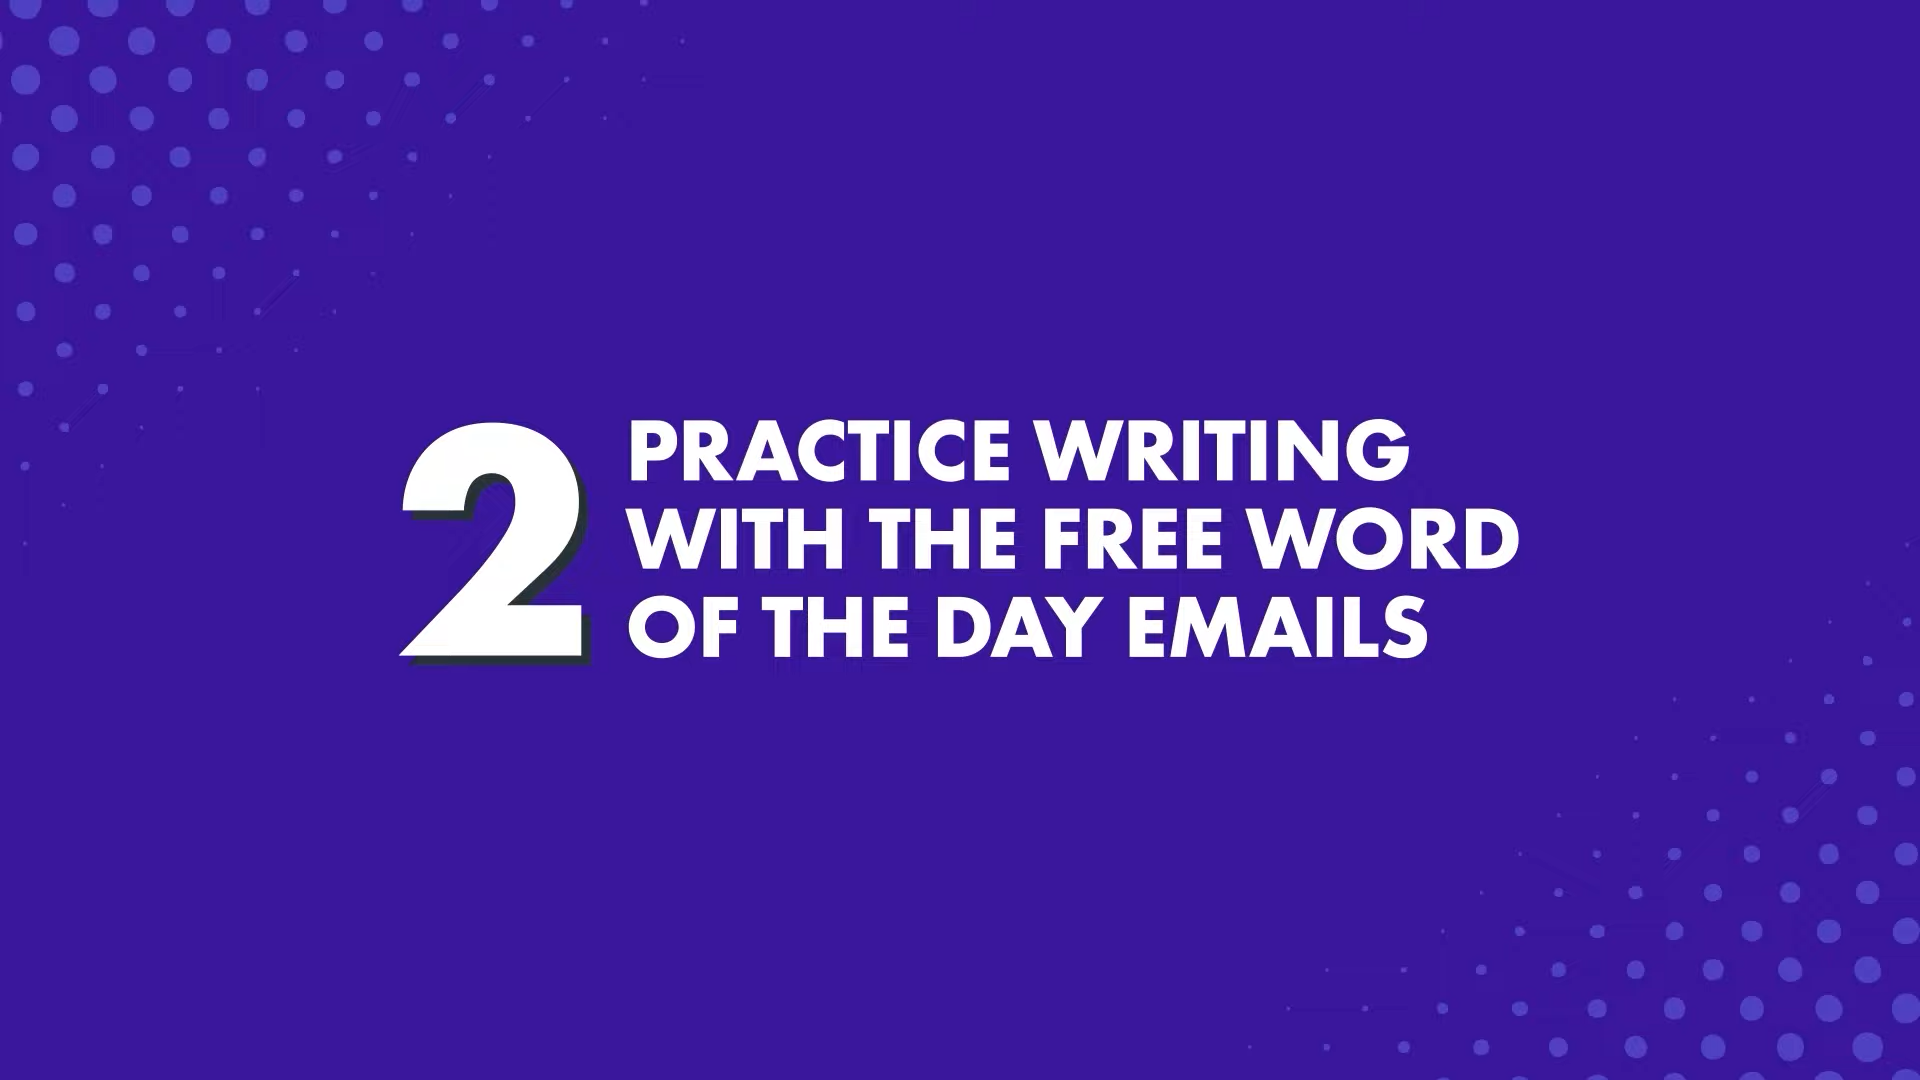 2
PRACTICE WRITING
WITH THE FREE WORD
OF THE DAY EMAILS